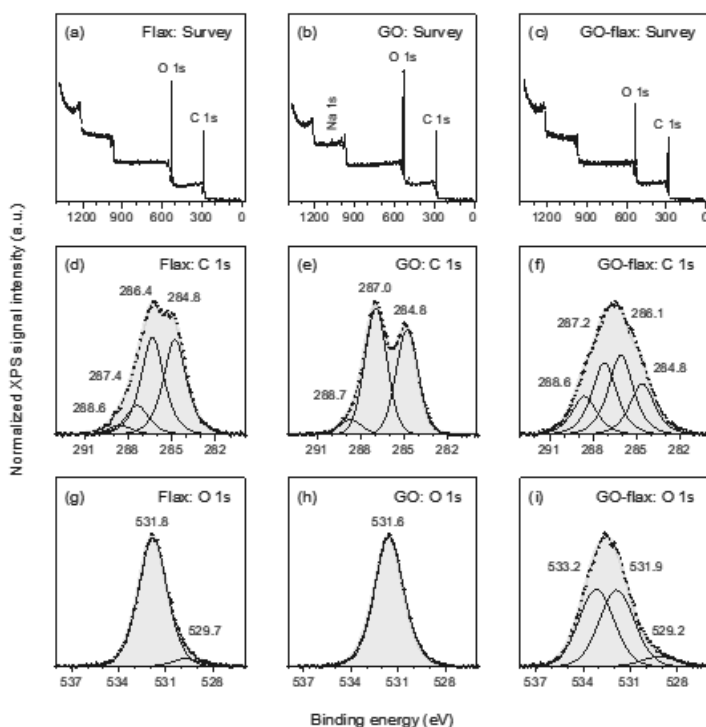 (a) Flax: Survey
O 1s
C 1s
1200 900 600 300 0
(b) GO: Survey
O 1s
Na 1s
C 1s
1200 900 600 300 0
(c) GO-flax: Survey
O 1s
C 1s
1200 900 600 300 0
Normalized XPS signal intensity (a.u.)
(d) Flax: C 1s
286.4 284.8
287.4
288.6
291 288 285 282
(e) GO: C 1s
287.0
284.8
288.7
291 288 285 282
(f) GO-flax: C 1s
287.2 286.1
288.6 284.8
291 288 285 282
(g) Flax: O 1s
531.8
529.7
537 534 531 528
(h) GO: O 1s
531.6
537 534 531 528
(i) GO-flax: O 1s
533.2 531.9
529.2
537 534 531 528
Binding energy (eV)